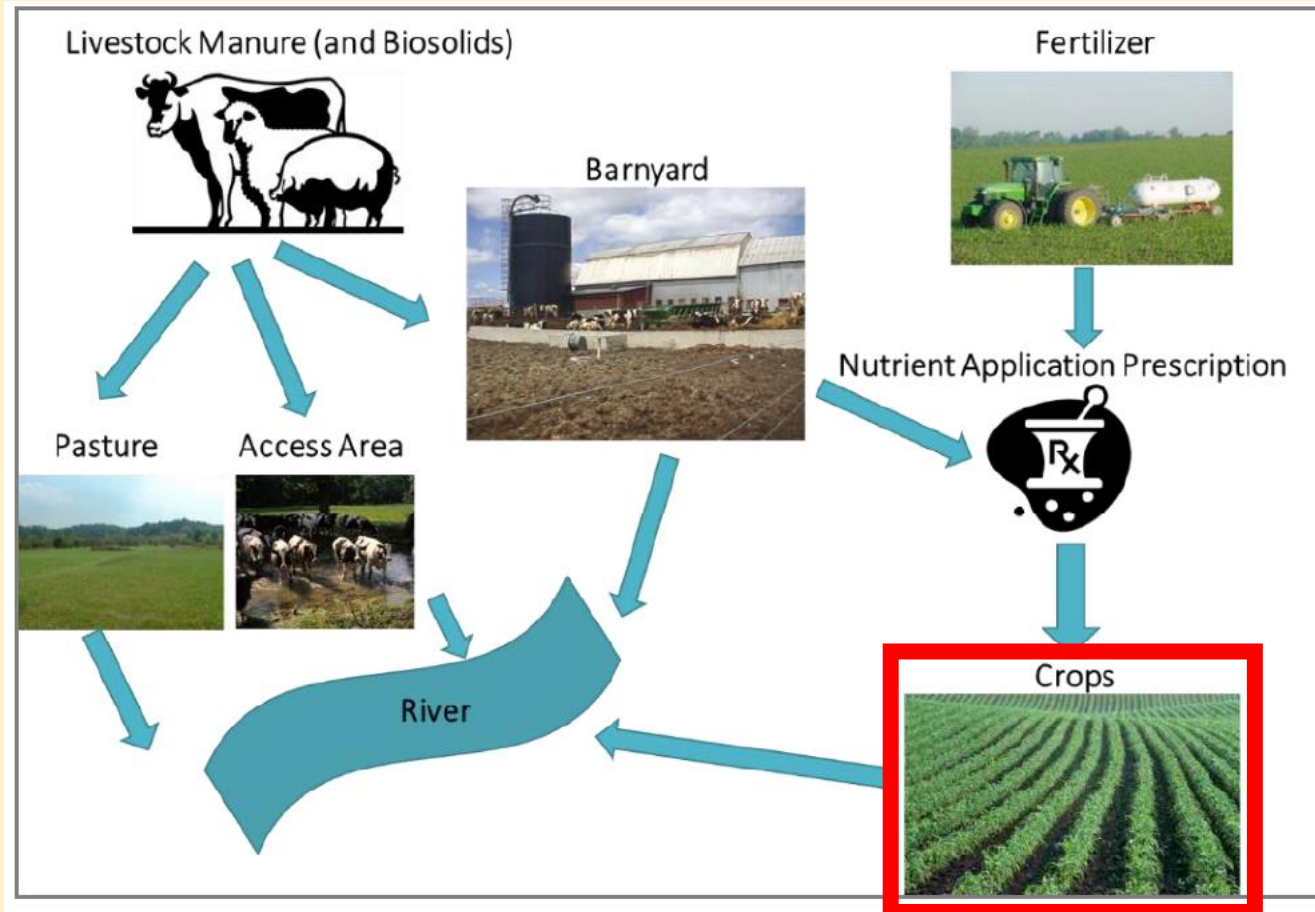 Livestock Manure (and Biosolids)
Fertilizer
Barnyard
Nutrient Application Prescription
Rx
Pasture
Access Area
Crops
River